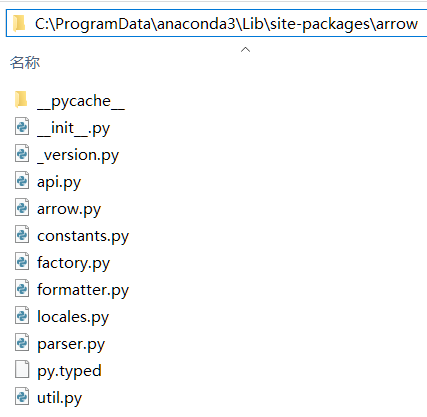 C:\ProgramData\anaconda3\Lib\site-packages\arrow
名称
__pycache__
__init__.py
_version.py
api.py
arrow.py
constants.py
factory.py
formatter.py
locales.py
parser.py
py.typed
util.py